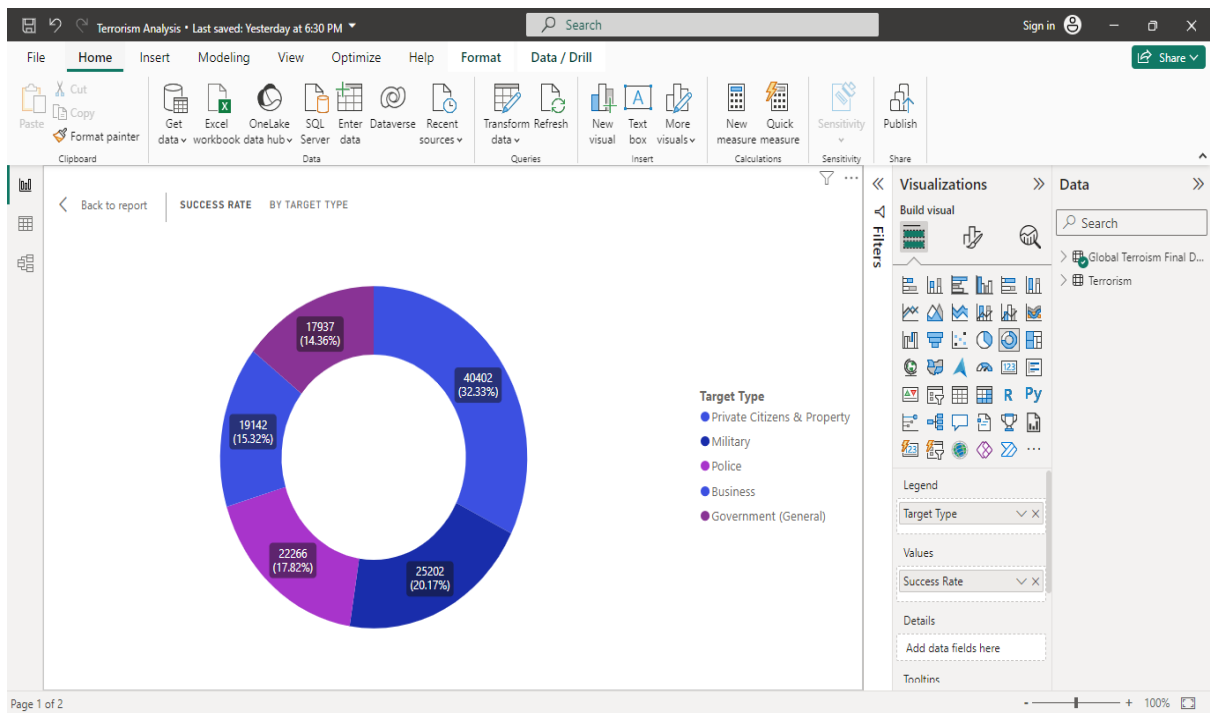 Terrorism Analysis • Last saved: Yesterday at 6:30 PM
Search
Sign in
File Home Insert Modeling View Optimize Help Format Data / Drill
Share
Paste
Cut
Copy
Format painter
Clipboard
Get data
Excel workbook
OneLake data hub
SQL Server
Enter data
Dataverse
Recent sources
Data
Transform data
Refresh
Queries
New visual
Text box
More visuals
Insert
New measure
Quick measure
Calculations
Sensitivity
Sensitivity
Publish
Share
Back to report
SUCCESS RATE BY TARGET TYPE
17937
(14.36%)
40402
(32.33%)
19142
(15.32%)
22266
(17.82%)
25202
(20.17%)
Target Type
Private Citizens & Property
Military
Police
Business
Government (General)
Filters
Visualizations
Build visual
123
R
Py
123
Legend
Target Type
Values
Success Rate
Details
Add data fields here
Tooltips
Data
Search
Global Terroism Final D...
Terrorism
Page 1 of 2
- + 100%